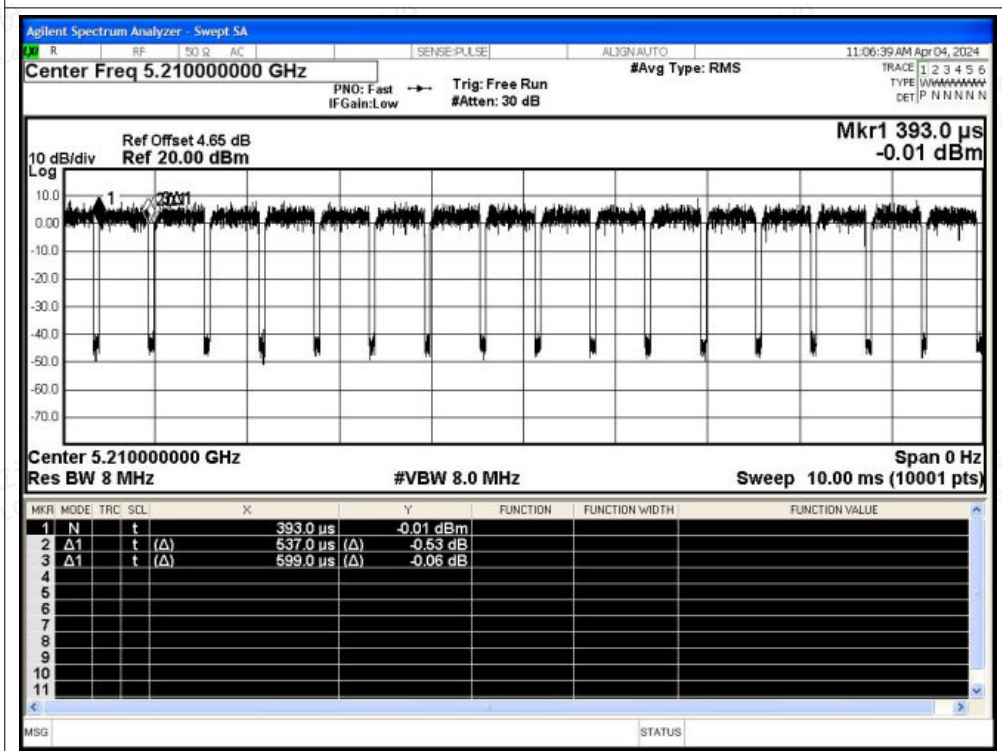 Agilent Spectrum Analyzer - Swept SA
R RF 50 Ω AC SENSE:PULSE ALIGN AUTO 11:06:39 AM Apr 04, 2024
Center Freq 5.210000000 GHz #Avg Type: RMS TRACE 1 2 3 4 5 6
PNO: Fast Trig: Free Run TYPE
IFGain:Low #Atten: 30 dB DET P N N N N N
Mkr1 393.0 µs
Ref Offset 4.65 dB
10 dB/div Ref 20.00 dBm -0.01 dBm
Log
10.0
1
0.00
-10.0
-20.0
-30.0
-40.0
-50.0
-60.0
-70.0
Center 5.210000000 GHz Span 0 Hz
Res BW 8 MHz #VBW 8.0 MHz Sweep 10.00 ms (10001 pts)
MKR MODE TRC SCL X Y FUNCTION FUNCTION WIDTH FUNCTION VALUE
1 N t 393.0 µs -0.01 dBm
2 Δ1 t (Δ) 537.0 µs (Δ) -0.53 dB
3 Δ1 t (Δ) 599.0 µs (Δ) -0.06 dB
4
5
6
7
8
9
10
11
MSG STATUS